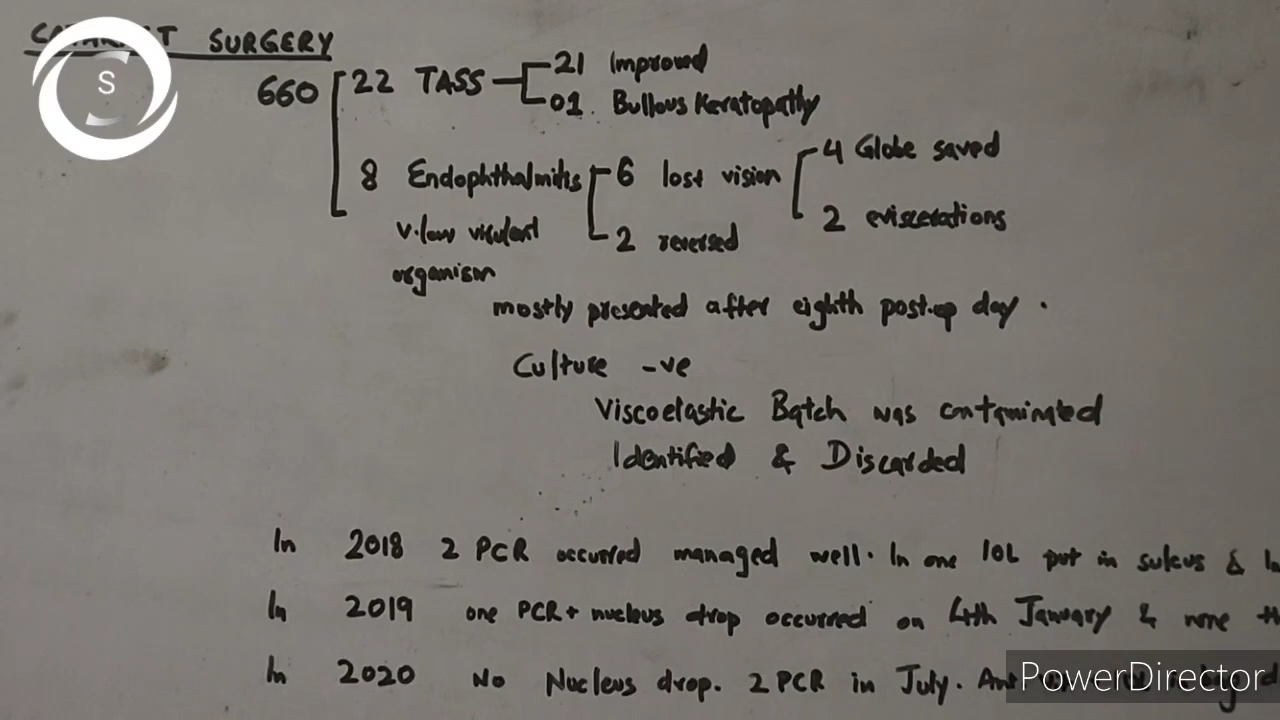 CATARACT SURGERY
S
660 22 TASS 21 Improved
01 Bullous Keratopathy
8 Endophthalmitis 6 lost vision 4 Globe saved
v.low virulent 2 reversed 2 eviscerations
organism
mostly presented after eighth post-op day .
Culture -ve
Viscoelastic Batch was contaminated
Identified & Discarded
In 2018 2 PCR occurred managed well. In one IOL put in sulcus & In
In 2019 one PCR + nucleus drop occurred on 4th January & none
In 2020 No Nucleus drop. 2 PCR in July.
PowerDirector